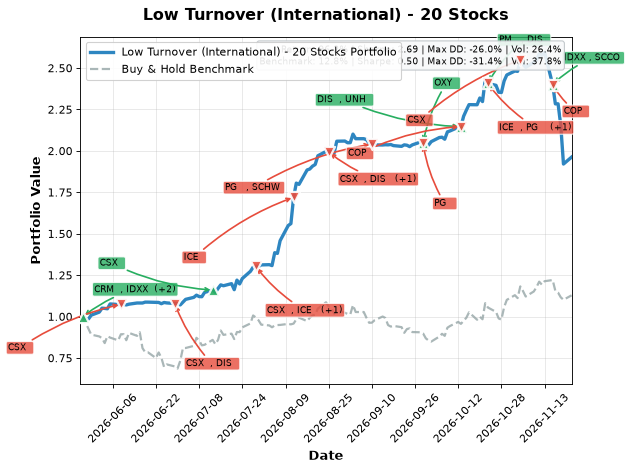 Low Turnover (International) - 20 Stocks
PM , DIS
Low Turnover (International) - 20 Stocks Portfolio
.69 | Max DD: -26.0% | Vol: 26.4%
Buy & Hold Benchmark
Benchmark: 12.8% | Sharpe: 0.50 | Max DD: -31.4% | Vol: 37.8%
IDXX, SCCO
OXY
DIS , UNH
COP
CSX
ICE , PG (+1)
COP
CSX , DIS (+1)
PG , SCHW
PG
ICE
CSX
CRM , IDXX (+2)
CSX , ICE (+1)
CSX
CSX , DIS
Portfolio Value
2.50
2.25
2.00
1.75
1.50
1.25
1.00
0.75
2026-06-06
2026-06-22
2026-07-08
2026-07-24
2026-08-09
2026-08-25
2026-09-10
2026-09-26
2026-10-12
2026-10-28
2026-11-13
Date